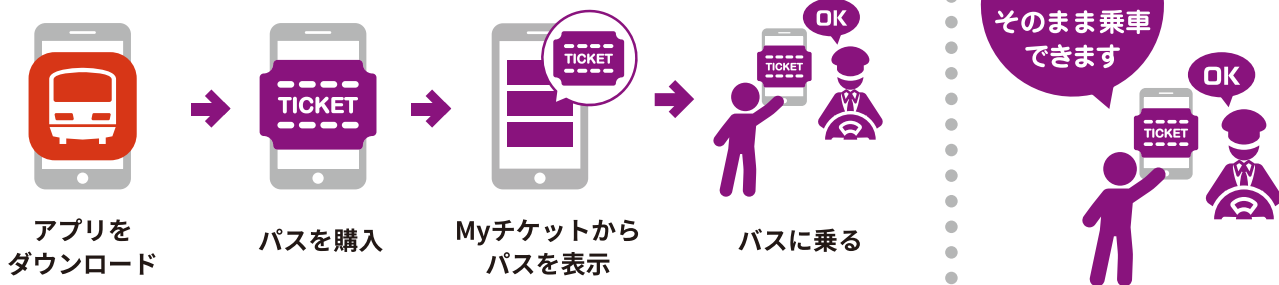 アプリを
ダウンロード
TICKET
パスを購入
TICKET
Myチケットから
パスを表示
OK
TICKET
バスに乗る
そのまま乗車
できます
OK
TICKET